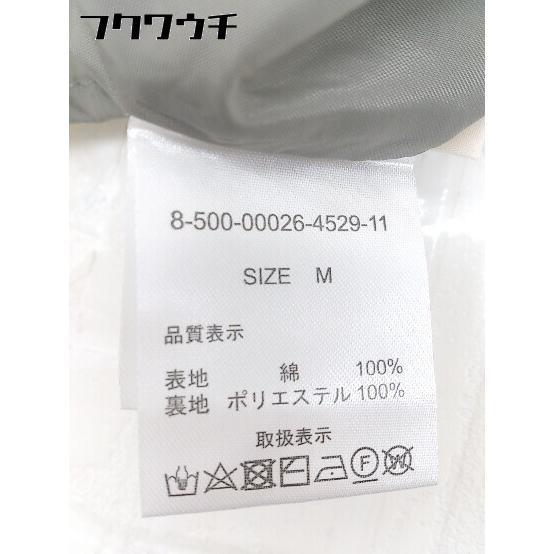 フクワウチ
8-500-00026-4529-11
SIZE M
品質表示
表地 綿 100%
裏地 ポリエステル 100%
取扱表示
F
W